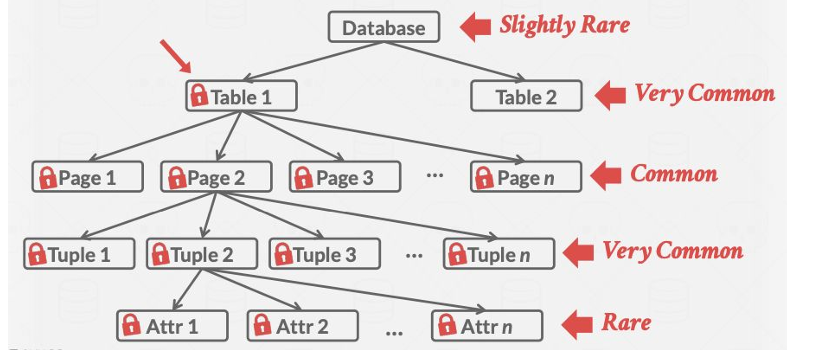 Database
Slightly Rare
Table 1
Table 2
Very Common
Page 1
Page 2
Page 3
...
Page n
Common
Tuple 1
Tuple 2
Tuple 3
...
Tuple n
Very Common
Attr 1
Attr 2
...
Attr n
Rare